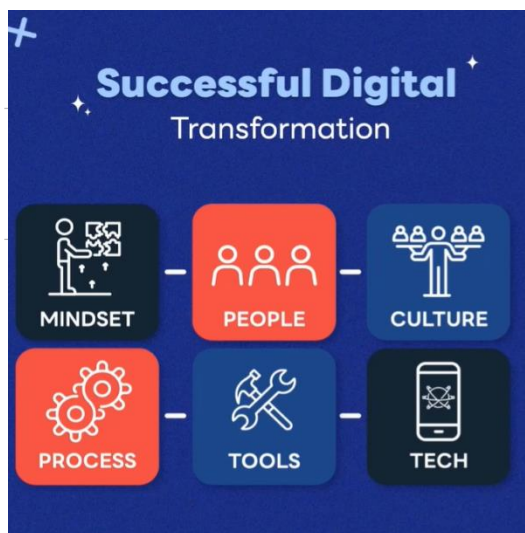 Successful Digital
Transformation
MINDSET
PEOPLE
CULTURE
PROCESS
TOOLS
TECH